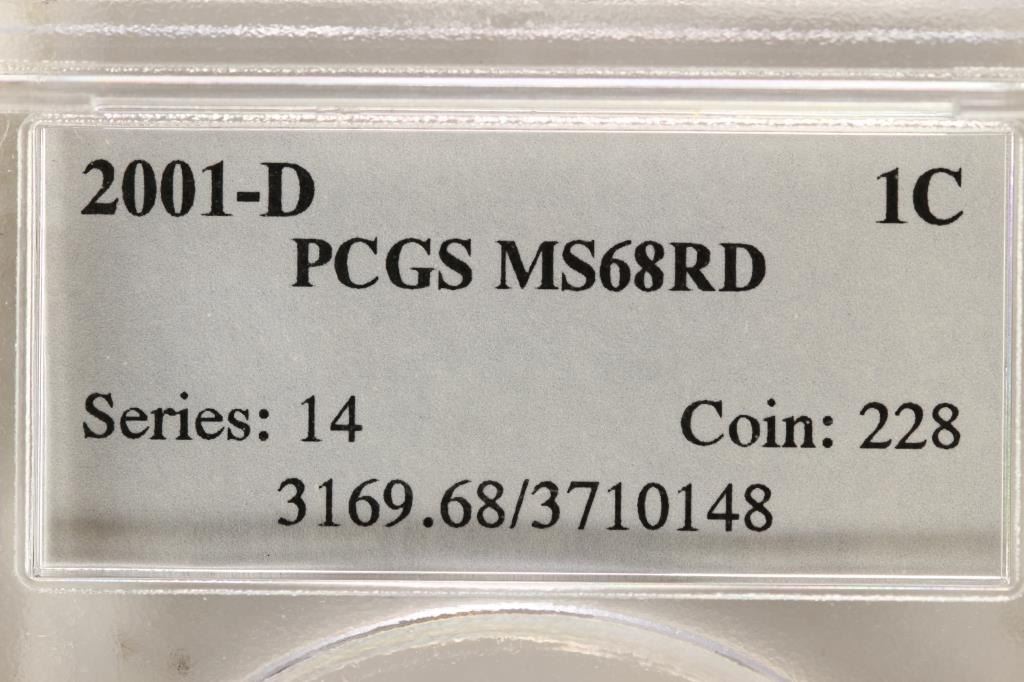 2001-D 1C
PCGS MS68RD
Series: 14 Coin: 228
3169.68/3710148